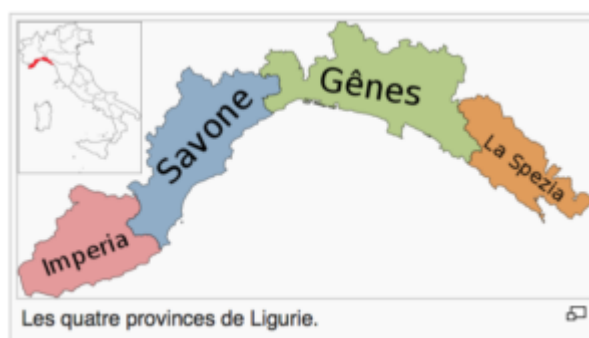 Gênes
Savone
La Spezia
Imperia
Les quatre provinces de Ligurie.